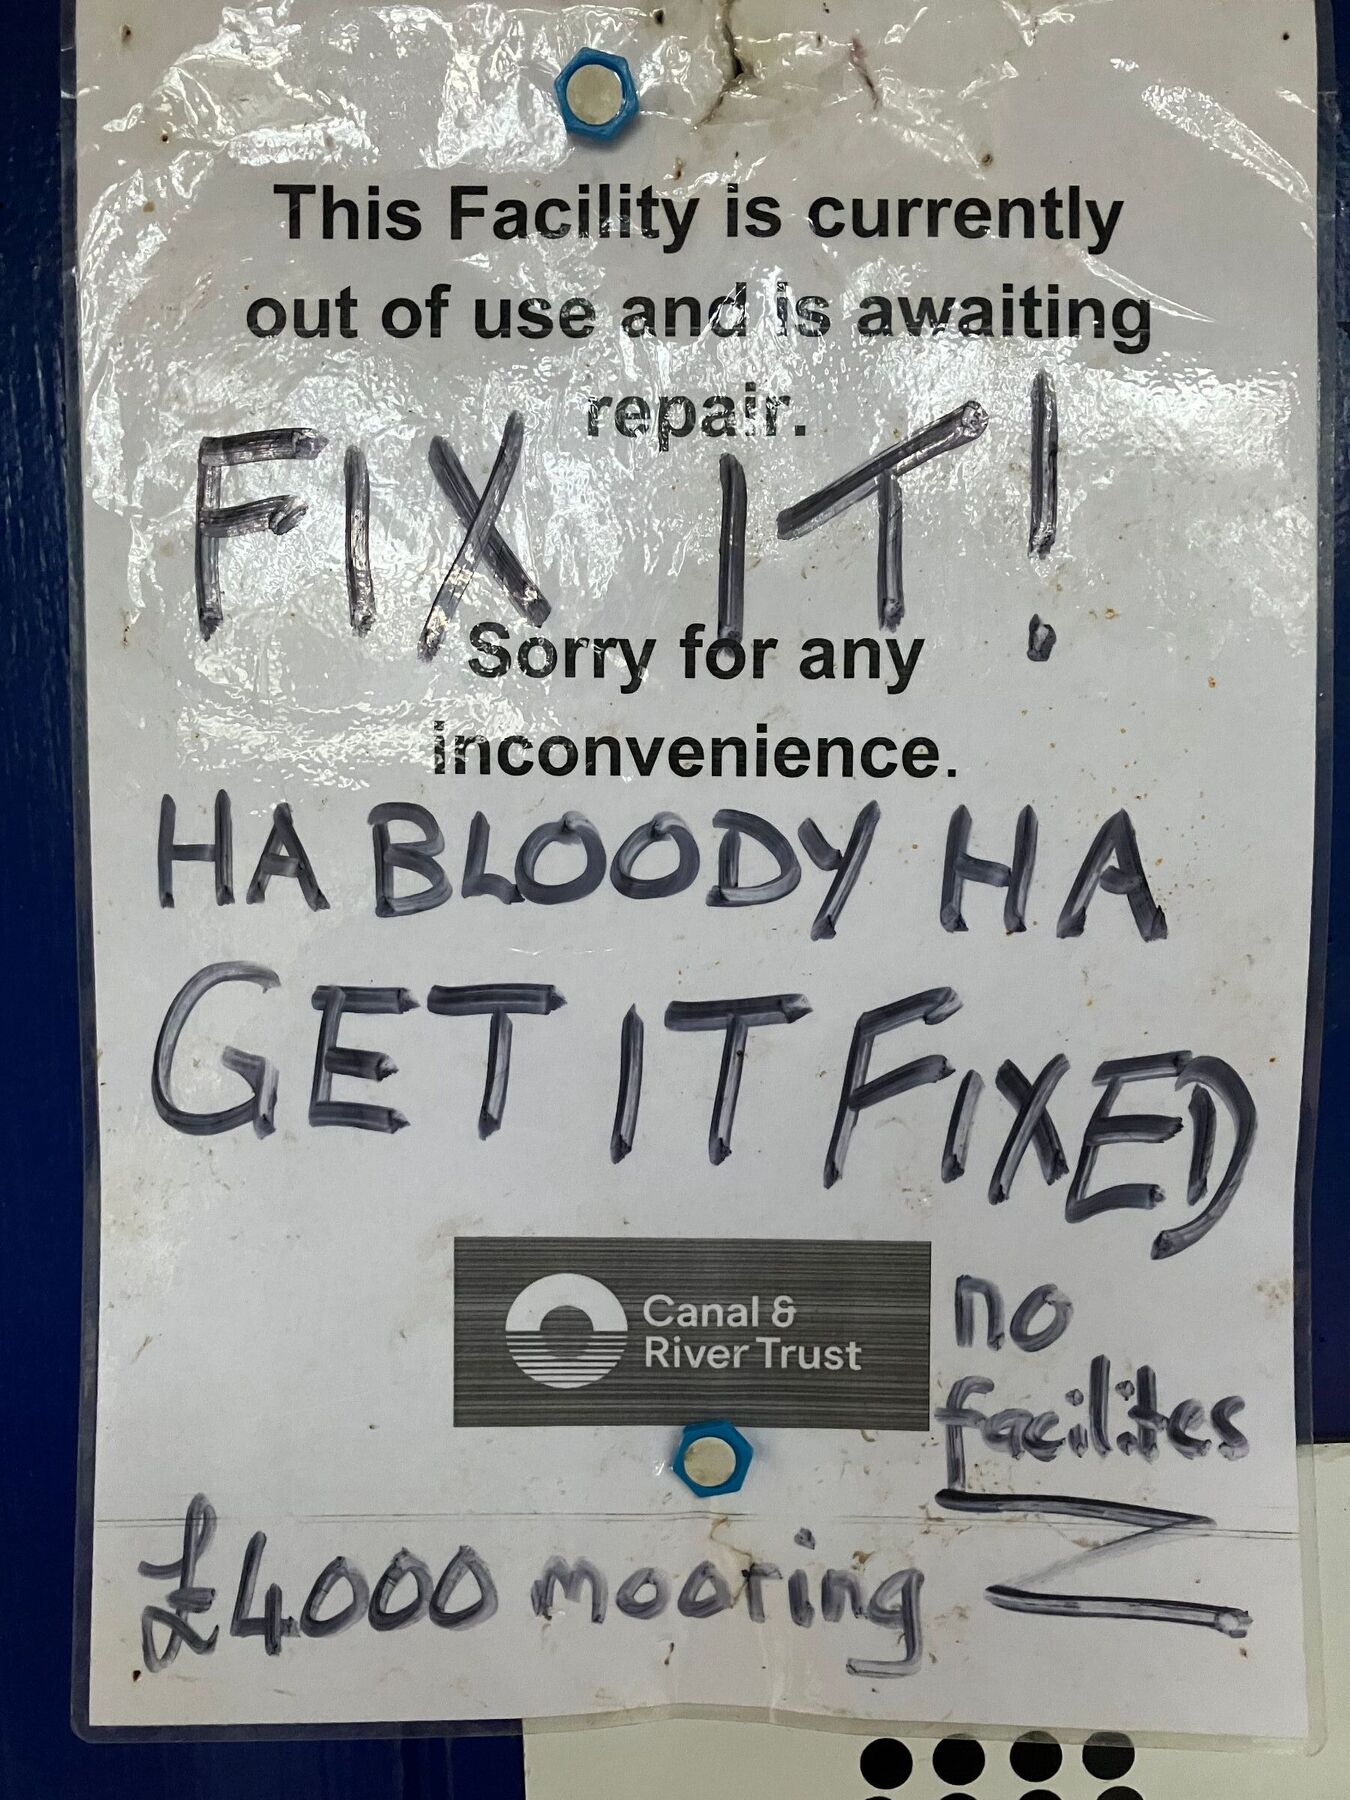 This Facility is currently
out of use and is awaiting
repair.
FIX IT!
Sorry for any
inconvenience.
HA BLOODY HA
GET IT FIXED
Canal &
River Trust
no
facilites
£4000 mooring